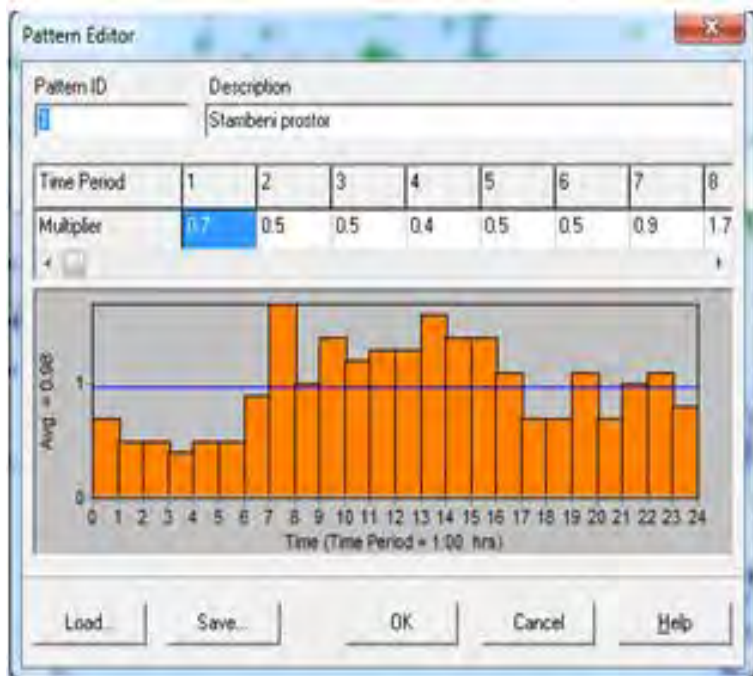 Pattern Editor
Pattern ID Description
Stambeni prostor
Time Period 1 2 3 4 5 6 7 8
Multiplier 0.7 0.5 0.5 0.4 0.5 0.5 0.9 1.7
Avg. = 0.98
1
0
0 1 2 3 4 5 6 7 8 9 10 11 12 13 14 15 16 17 18 19 20 21 22 23 24
Time (Time Period = 1:00 hrs)
Load... Save... OK Cancel Help